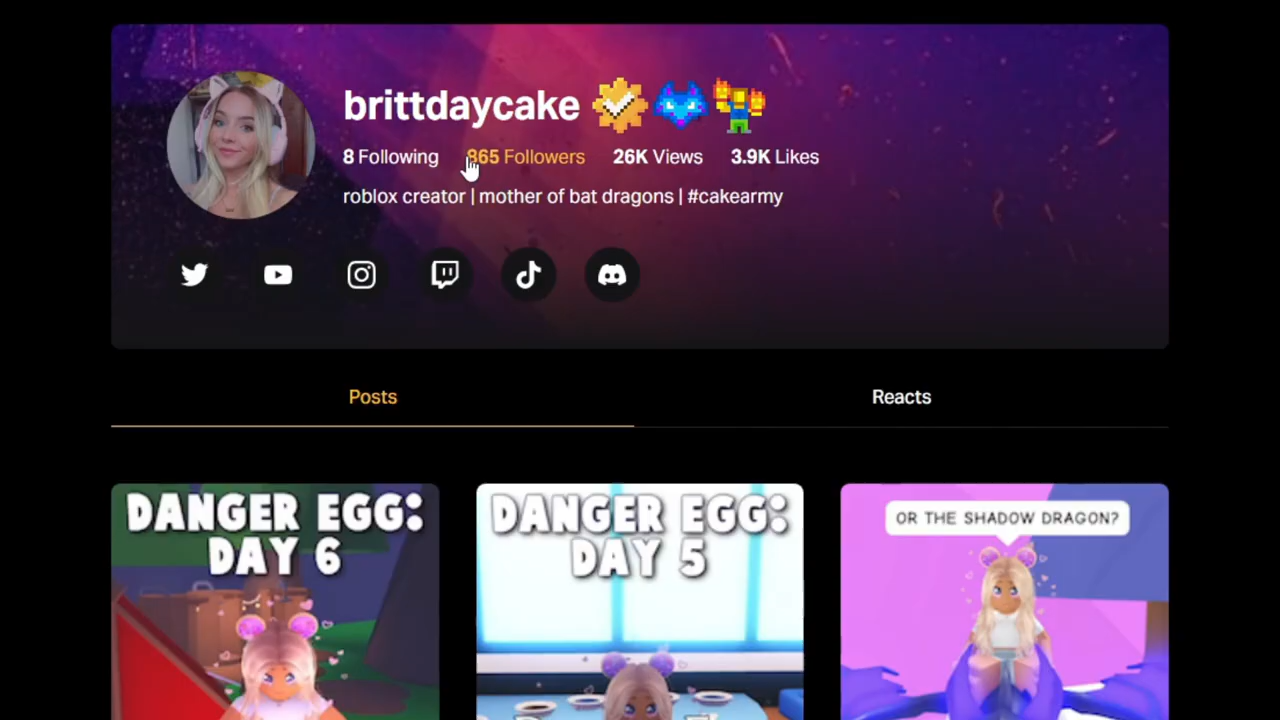 brittdaycake
8 Following 865 Followers 26K Views 3.9K Likes
roblox creator | mother of bat dragons | #cakearmy
Posts Reacts
DANGER EGG:
DAY 6
DANGER EGG:
DAY 5
OR THE SHADOW DRAGON?